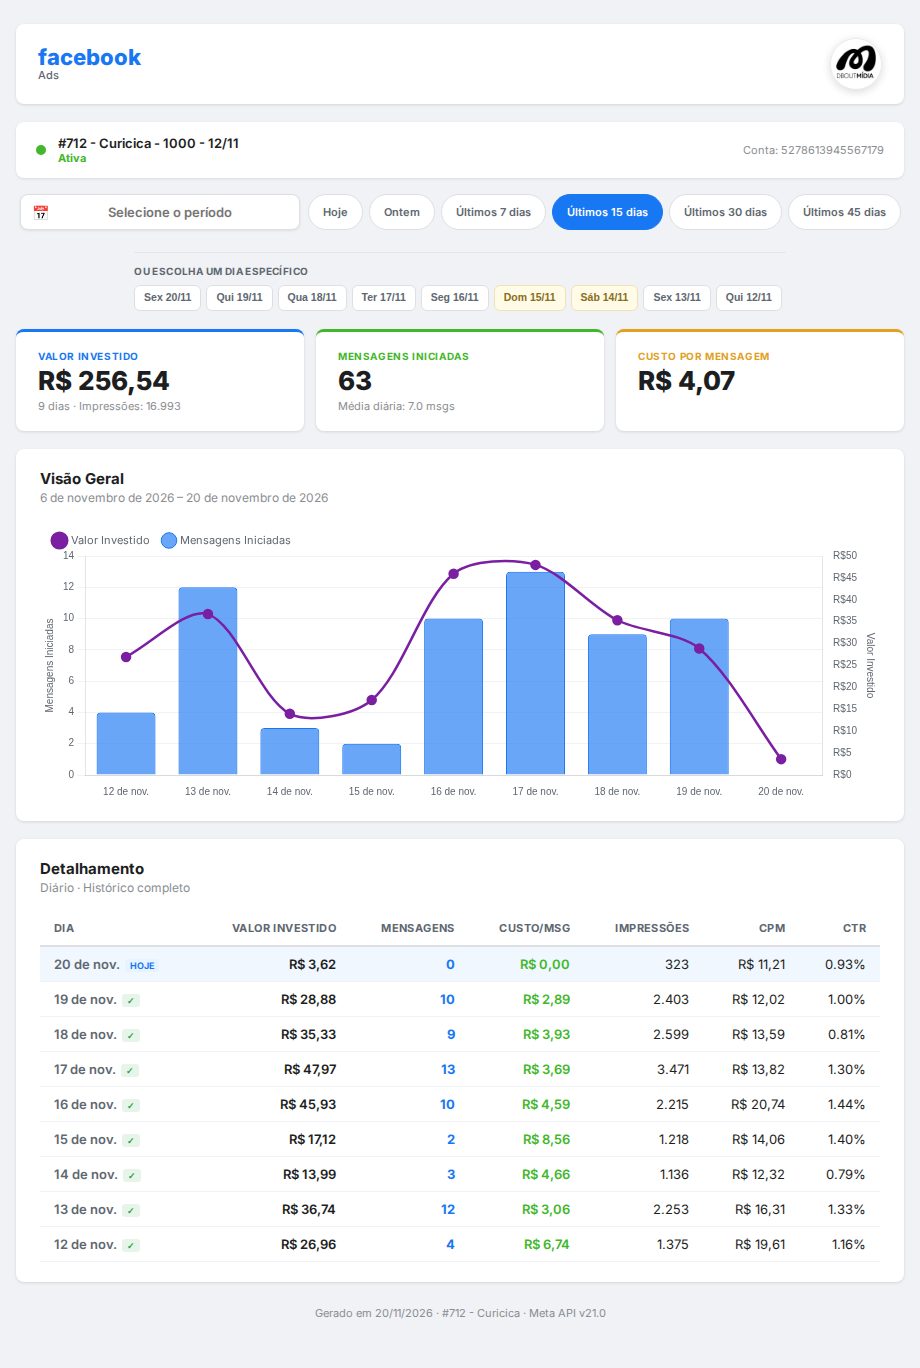 facebook
Ads
DBOUTMÍDIA
#712 - Curicica - 1000 - 12/11
Ativa
Conta: 5278613945567179
📅 Selecione o período Hoje Ontem Últimos 7 dias Últimos 15 dias Últimos 30 dias Últimos 45 dias
OU ESCOLHA UM DIA ESPECÍFICO
Sex 20/11 Qui 19/11 Qua 18/11 Ter 17/11 Seg 16/11 Dom 15/11 Sáb 14/11 Sex 13/11 Qui 12/11
VALOR INVESTIDO
R$ 256,54
9 dias · Impressões: 16.993
MENSAGENS INICIADAS
63
Média diária: 7.0 msgs
CUSTO POR MENSAGEM
R$ 4,07
Visão Geral
6 de novembro de 2026 – 20 de novembro de 2026
Valor Investido Mensagens Iniciadas
Mensagens Iniciadas
14
12
10
8
6
4
2
0
R$50
R$45
R$40
R$35
R$30
R$25
R$20
R$15
R$10
R$5
R$0
Valor Investido
12 de nov. 13 de nov. 14 de nov. 15 de nov. 16 de nov. 17 de nov. 18 de nov. 19 de nov. 20 de nov.
Detalhamento
Diário · Histórico completo
DIA VALOR INVESTIDO MENSAGENS CUSTO/MSG IMPRESSÕES CPM CTR
20 de nov. HOJE R$ 3,62 0 R$ 0,00 323 R$ 11,21 0.93%
19 de nov. ✓ R$ 28,88 10 R$ 2,89 2.403 R$ 12,02 1.00%
18 de nov. ✓ R$ 35,33 9 R$ 3,93 2.599 R$ 13,59 0.81%
17 de nov. ✓ R$ 47,97 13 R$ 3,69 3.471 R$ 13,82 1.30%
16 de nov. ✓ R$ 45,93 10 R$ 4,59 2.215 R$ 20,74 1.44%
15 de nov. ✓ R$ 17,12 2 R$ 8,56 1.218 R$ 14,06 1.40%
14 de nov. ✓ R$ 13,99 3 R$ 4,66 1.136 R$ 12,32 0.79%
13 de nov. ✓ R$ 36,74 12 R$ 3,06 2.253 R$ 16,31 1.33%
12 de nov. ✓ R$ 26,96 4 R$ 6,74 1.375 R$ 19,61 1.16%
Gerado em 20/11/2026 · #712 - Curicica · Meta API v21.0